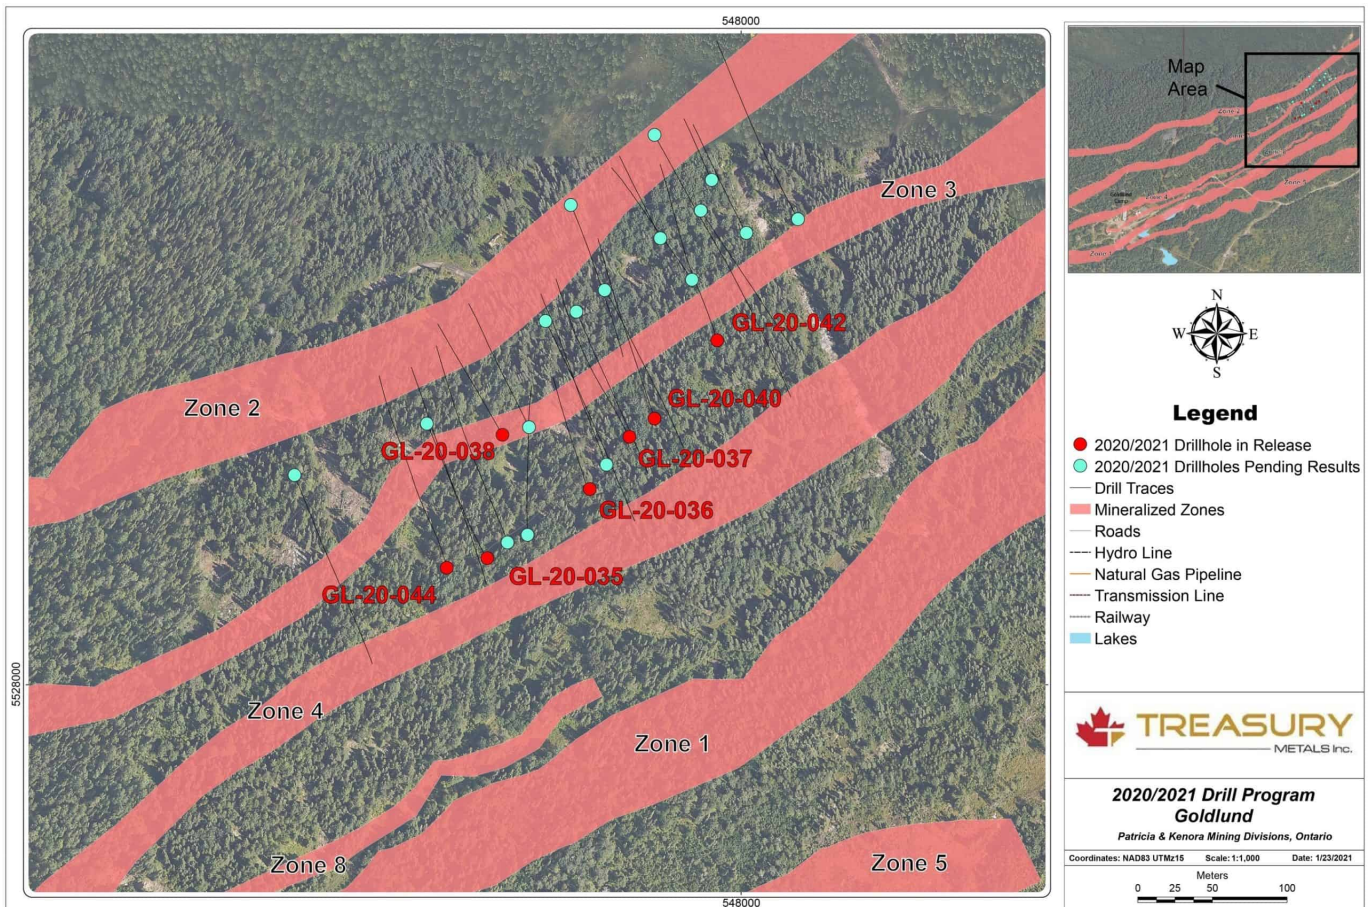 548000
Zone 3
GL-20-042
GL-20-040
Zone 2
GL-20-038
GL-20-037
GL-20-036
GL-20-035
GL-20-044
5528000
Zone 4
Zone 1
Zone 8
Zone 5
548000
Map
Area
N
W
E
S
Legend
2020/2021 Drillhole in Release
2020/2021 Drillholes Pending Results
Drill Traces
Mineralized Zones
Roads
Hydro Line
Natural Gas Pipeline
Transmission Line
Railway
Lakes
TREASURY
METALS Inc.
2020/2021 Drill Program
Goldlund
Patricia & Kenora Mining Divisions, Ontario
Coordinates: NAD83 UTMz15 Scale: 1:1,000 Date: 1/23/2021
Meters
0 25 50 100